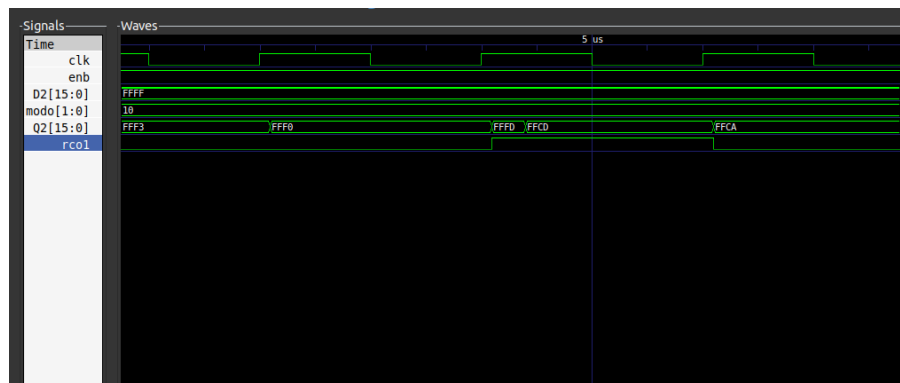 Signals Waves
Time 5 us
clk
enb
D2[15:0] FFFF
modo[1:0] 10
Q2[15:0] FFF3 FFF0 FFFD FFCD FFCA
rco1